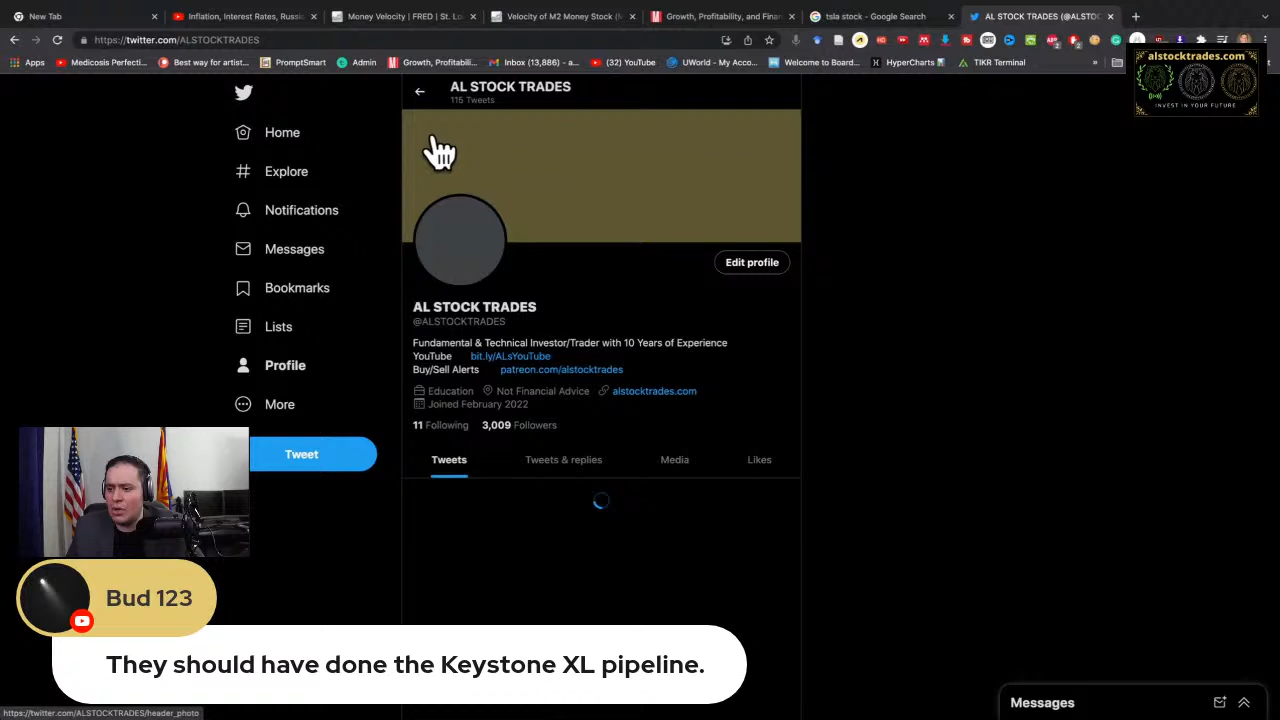 New Tab
Inflation, Interest Rates, Russi
Money Velocity | FRED | St. Lo
Velocity of M2 Money Stock (M
Growth, Profitability, and Finan
tsla stock - Google Search
AL STOCK TRADES (@ALSTOC
https://twitter.com/ALSTOCKTRADES
Apps
Medicosis Perfecti...
Best way for artist...
PromptSmart
Admin
Growth, Profitabili...
Inbox (13,886) - a...
(32) YouTube
UWorld - My Acco...
Welcome to Board...
HyperCharts
TIKR Terminal
alstocktrades.com
INVEST IN YOUR FUTURE
AL STOCK TRADES
115 Tweets
Home
Explore
Notifications
Messages
Bookmarks
Lists
Profile
More
Tweet
Edit profile
AL STOCK TRADES
@ALSTOCKTRADES
Fundamental & Technical Investor/Trader with 10 Years of Experience
YouTube bit.ly/ALsYouTube
Buy/Sell Alerts patreon.com/alstocktrades
Education Not Financial Advice alstocktrades.com
Joined February 2022
11 Following 3,009 Followers
Tweets Tweets & replies Media Likes
Bud 123
They should have done the Keystone XL pipeline.
Messages
https://twitter.com/ALSTOCKTRADES/header_photo